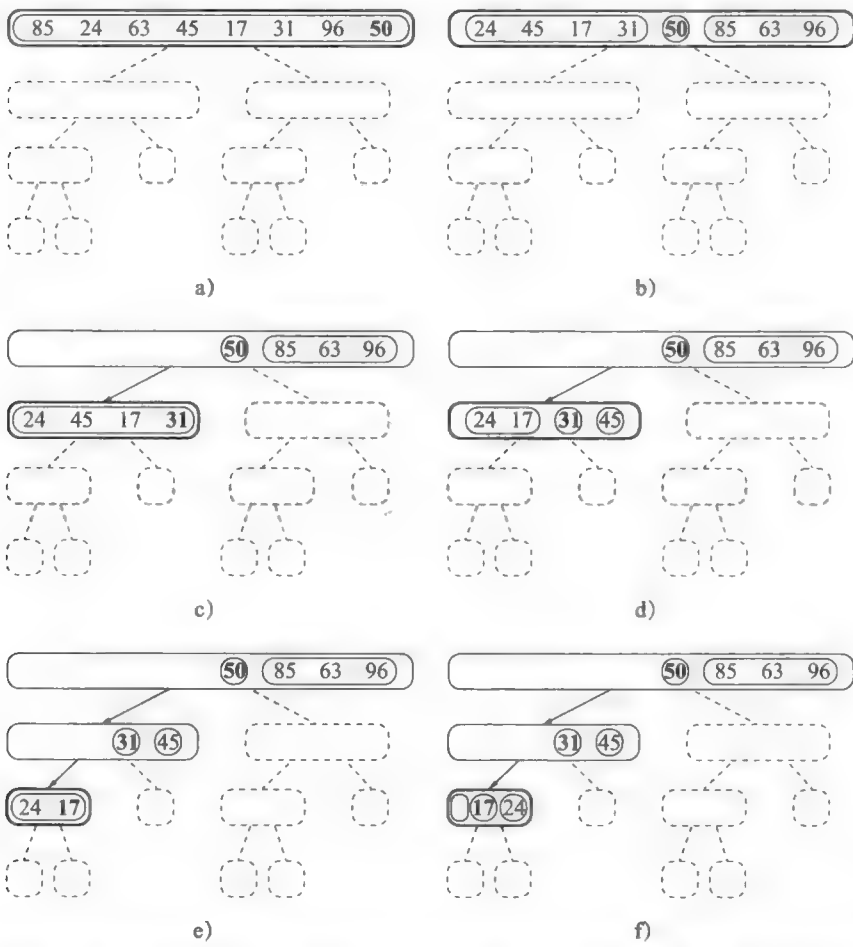 85 24 63 45 17 31 96 50
24 45 17 31 50 85 63 96
a)
b)
50 85 63 96
24 45 17 31
50 85 63 96
24 17 31 45
c)
d)
50 85 63 96
31 45
24 17
50 85 63 96
31 45
17 24
e)
f)